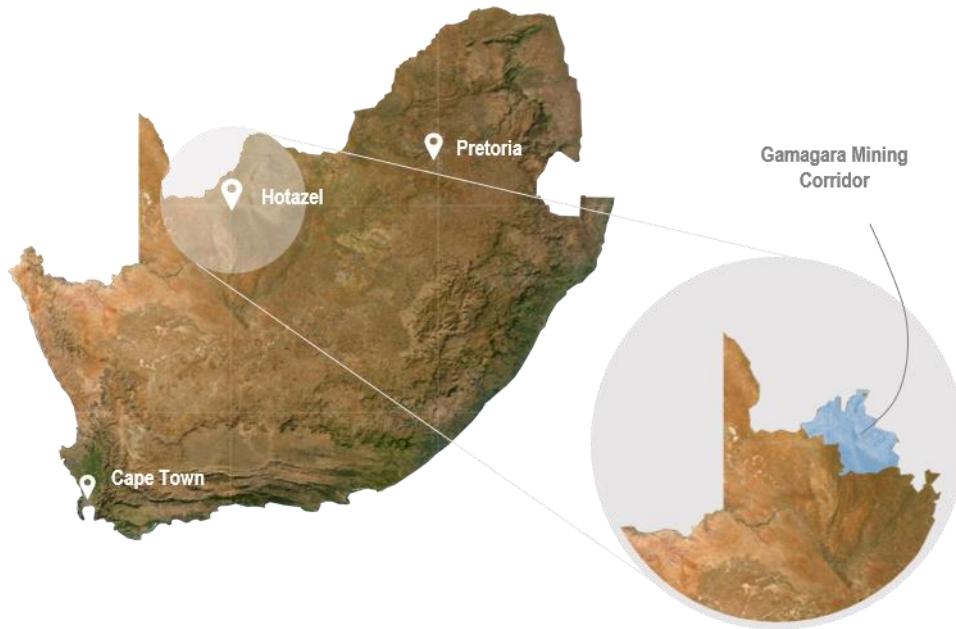 Pretoria
Hotazel
Gamagara Mining
Corridor
Cape Town